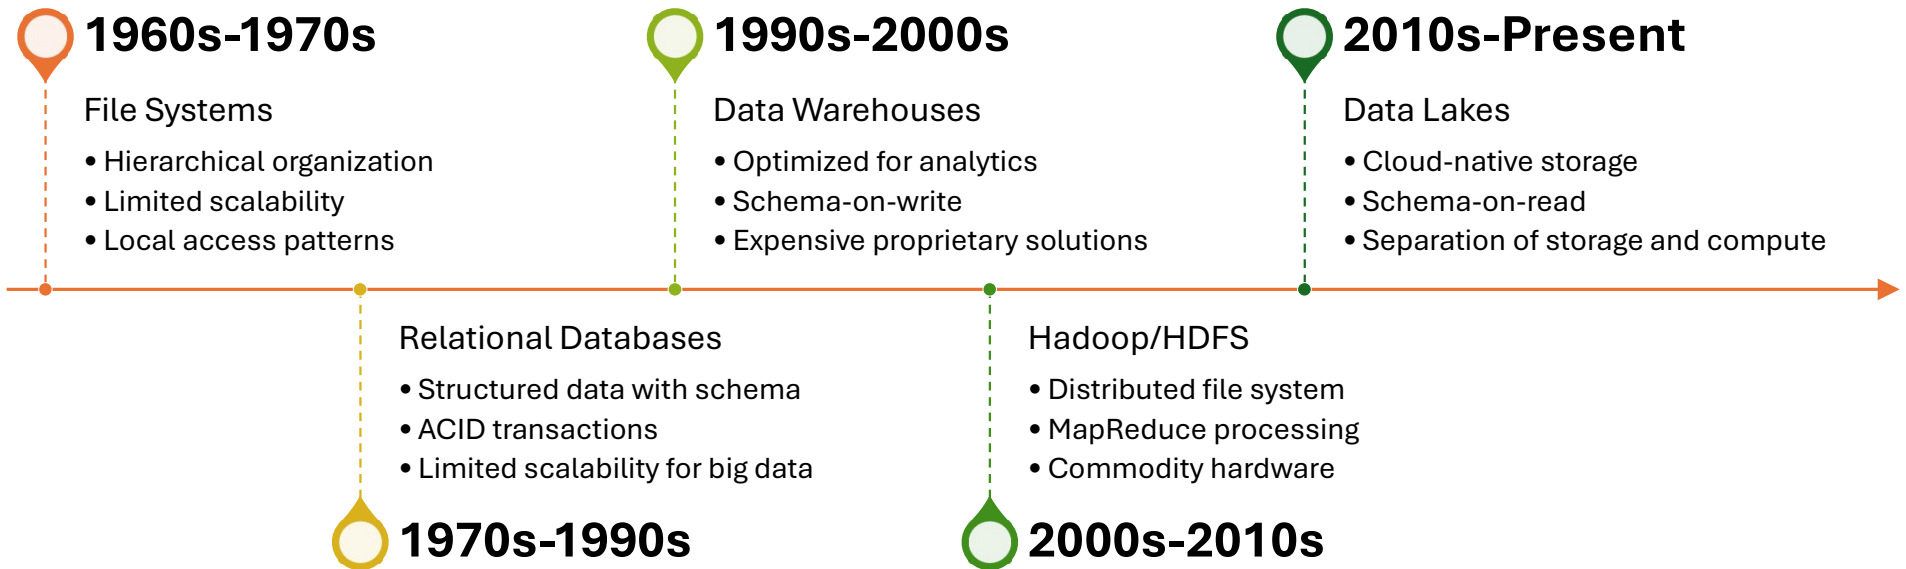 1960s-1970s
File Systems
• Hierarchical organization
• Limited scalability
• Local access patterns
Relational Databases
• Structured data with schema
• ACID transactions
• Limited scalability for big data
1970s-1990s
1990s-2000s
Data Warehouses
• Optimized for analytics
• Schema-on-write
• Expensive proprietary solutions
Hadoop/HDFS
• Distributed file system
• MapReduce processing
• Commodity hardware
2000s-2010s
2010s-Present
Data Lakes
• Cloud-native storage
• Schema-on-read
• Separation of storage and compute